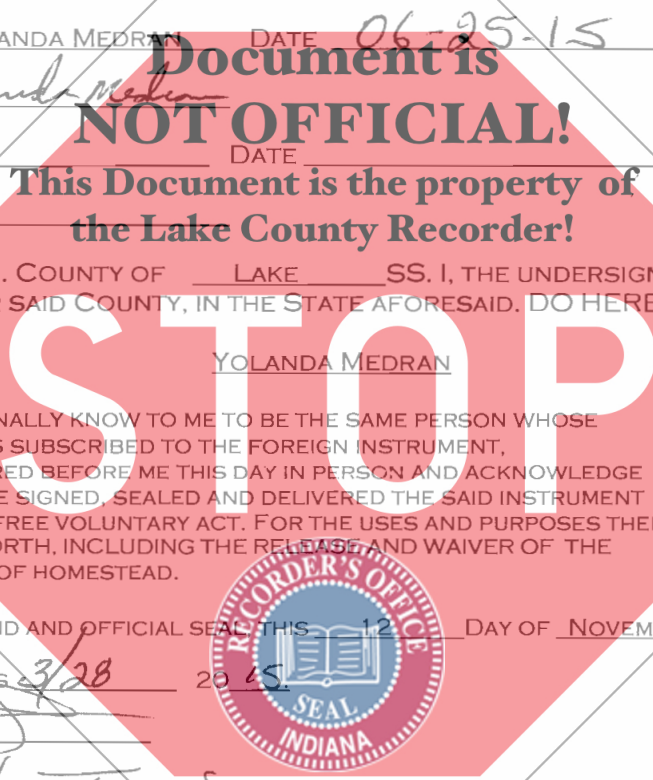 ANDA MEDRAN DATE 06-25-15
Document is
Medran
NOT OFFICIAL!
DATE
This Document is the property of
the Lake County Recorder!
. COUNTY OF LAKE SS. I, THE UNDERSIGN
R SAID COUNTY, IN THE STATE AFORESAID. DO HERE
STOP
YOLANDA MEDRAN
NALLY KNOW TO ME TO BE THE SAME PERSON WHOSE
S SUBSCRIBED TO THE FOREIGN INSTRUMENT,
RED BEFORE ME THIS DAY IN PERSON AND ACKNOWLEDGE
E SIGNED, SEALED AND DELIVERED THE SAID INSTRUMENT
FREE VOLUNTARY ACT. FOR THE USES AND PURPOSES THE
ORTH, INCLUDING THE RELEASE AND WAIVER OF THE
OF HOMESTEAD.
ND AND OFFICIAL SEAL, THIS 12 DAY OF NOVEM
S 3/28 2015.
RECORDER'S OFFICE
SEAL
INDIANA